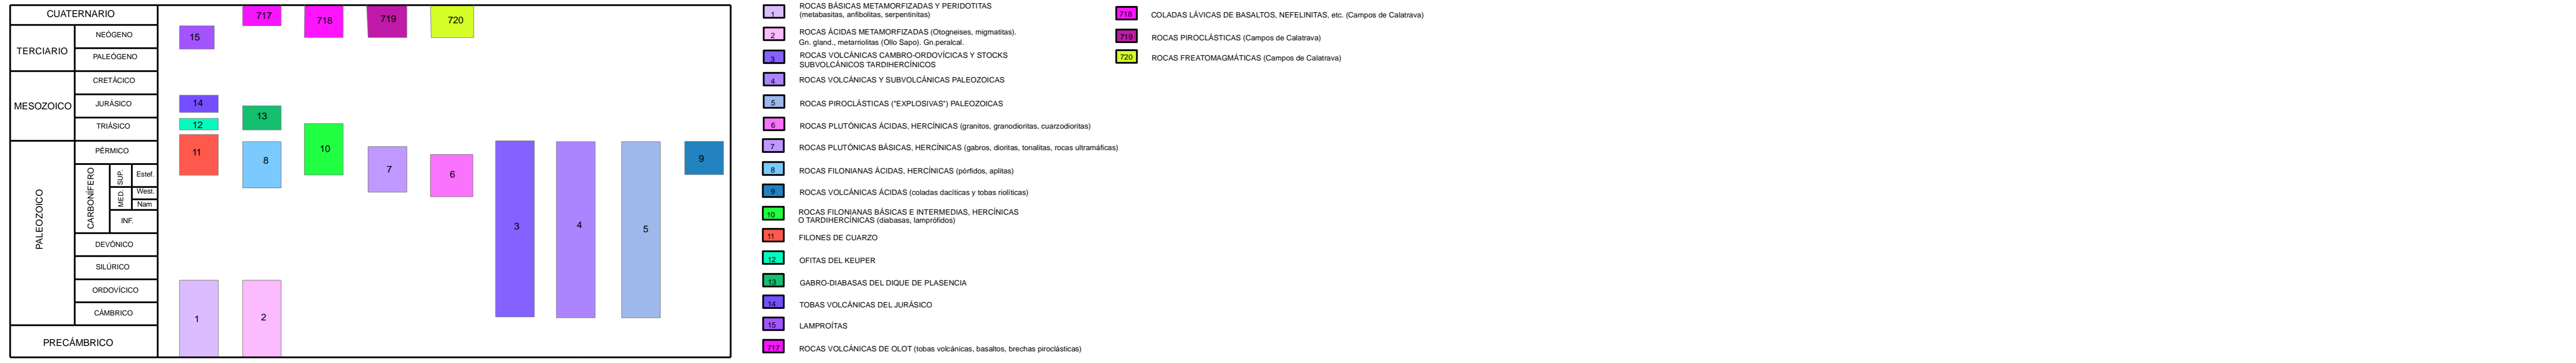 CUATERNARIO
TERCIARIO
NEÓGENO
PALEÓGENO
MESOZOICO
CRETÁCICO
JURÁSICO
TRIÁSICO
PALEOZOICO
PÉRMICO
CARBONÍFERO
SUP.
Estef.
MED.
West.
Nam
INF.
DEVÓNICO
SILÚRICO
ORDOVÍCICO
CÁMBRICO
PRECÁMBRICO
717
718
719
720
15
14
12
13
11
8
10
7
6
9
3
4
5
1
2
1 ROCAS BÁSICAS METAMORFIZADAS Y PERIDOTITAS
(metabasitas, anfibolitas, serpentinitas)
2 ROCAS ÁCIDAS METAMORFIZADAS (Otogneises, migmatitas).
Gn. gland., metarriolitas (Ollo Sapo). Gn.peralcal.
3 ROCAS VOLCÁNICAS CAMBRO-ORDOVÍCICAS Y STOCKS
SUBVOLCÁNICOS TARDIHERCÍNICOS
4 ROCAS VOLCÁNICAS Y SUBVOLCÁNICAS PALEOZOICAS
5 ROCAS PIROCLÁSTICAS ("EXPLOSIVAS") PALEOZOICAS
6 ROCAS PLUTÓNICAS ÁCIDAS, HERCÍNICAS (granitos, granodioritas, cuarzodioritas)
7 ROCAS PLUTÓNICAS BÁSICAS, HERCÍNICAS (gabros, dioritas, tonalitas, rocas ultramáficas)
8 ROCAS FILONIANAS ÁCIDAS, HERCÍNICAS (pórfidos, aplitas)
9 ROCAS VOLCÁNICAS ÁCIDAS (coladas dacíticas y tobas riolíticas)
10 ROCAS FILONIANAS BÁSICAS E INTERMEDIAS, HERCÍNICAS
O TARDIHERCÍNICAS (diabasas, lamprófidos)
11 FILONES DE CUARZO
12 OFITAS DEL KEUPER
13 GABRO-DIABASAS DEL DIQUE DE PLASENCIA
14 TOBAS VOLCÁNICAS DEL JURÁSICO
15 LAMPROÍTAS
717 ROCAS VOLCÁNICAS DE OLOT (tobas volcánicas, basaltos, brechas piroclásticas)
718 COLADAS LÁVICAS DE BASALTOS, NEFELINITAS, etc. (Campos de Calatrava)
719 ROCAS PIROCLÁSTICAS (Campos de Calatrava)
720 ROCAS FREATOMAGMÁTICAS (Campos de Calatrava)